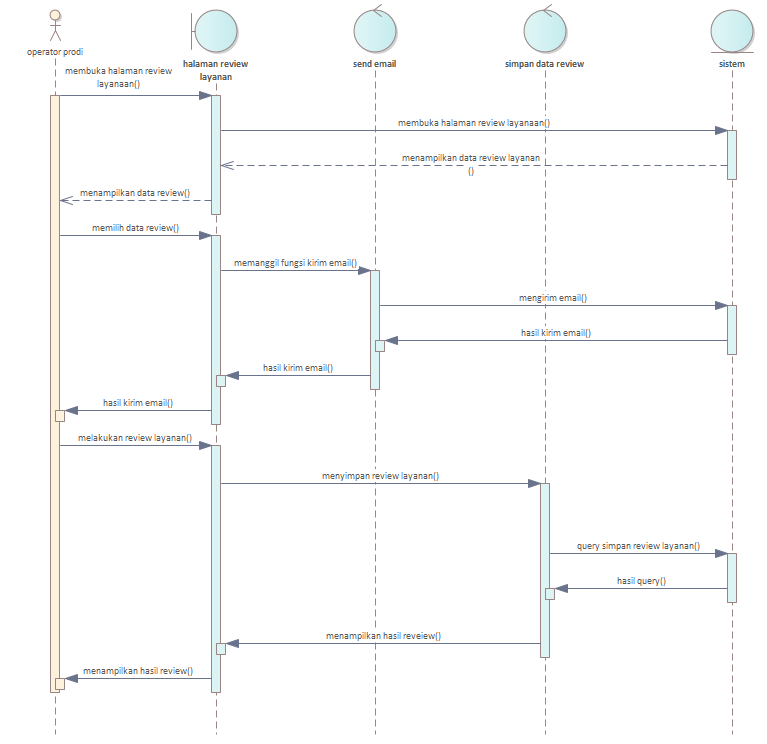 operator prodi
halaman review
layanan
send email
simpan data review
sistem
membuka halaman review
layanaan()
membuka halaman review layanaan()
menampilkan data review layanan
()
menampilkan data review()
memilih data review()
memanggil fungsi kirim email()
mengirim email()
hasil kirim email()
hasil kirim email()
hasil kirim email()
melakukan review layanan()
menyimpan review layanan()
query simpan review layanan()
hasil query()
menampilkan hasil reveiew()
menampilkan hasil review()